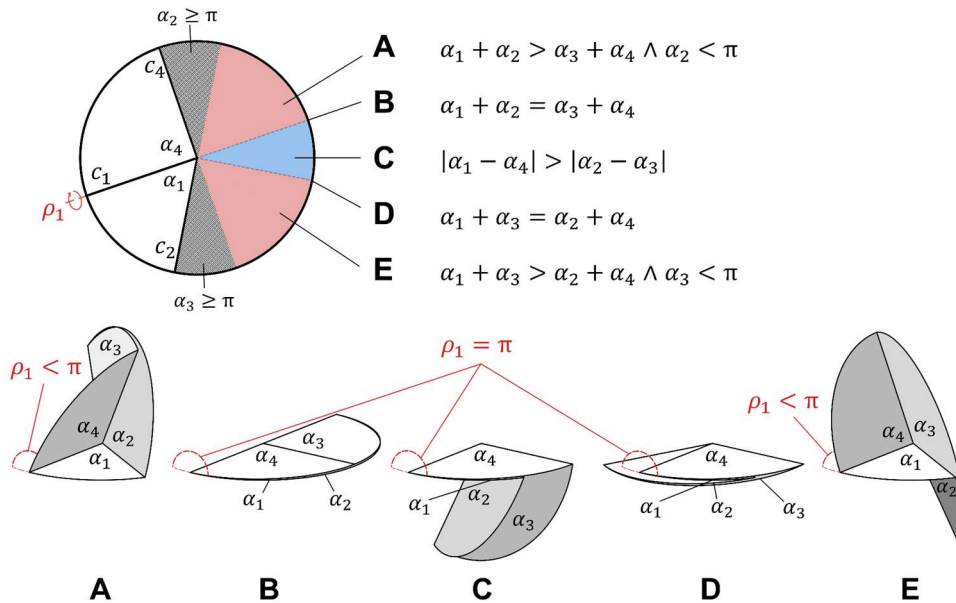 α₂ ≥ π
A α₁ + α₂ > α₃ + α₄ ∧ α₂ < π
c₄
B α₁ + α₂ = α₃ + α₄
α₄
C |α₁ − α₄| > |α₂ − α₃|
c₁
α₁
ρ₁
D α₁ + α₃ = α₂ + α₄
c₂
E α₁ + α₃ > α₂ + α₄ ∧ α₃ < π
α₃ ≥ π
ρ₁ < π
α₃
α₄
α₂
α₁
ρ₁ = π
α₃
α₄
α₁
α₂
α₄
α₁
α₂
α₃
α₄
α₁
α₂
α₃
ρ₁ < π
α₄
α₃
α₁
α₂
A B C D E